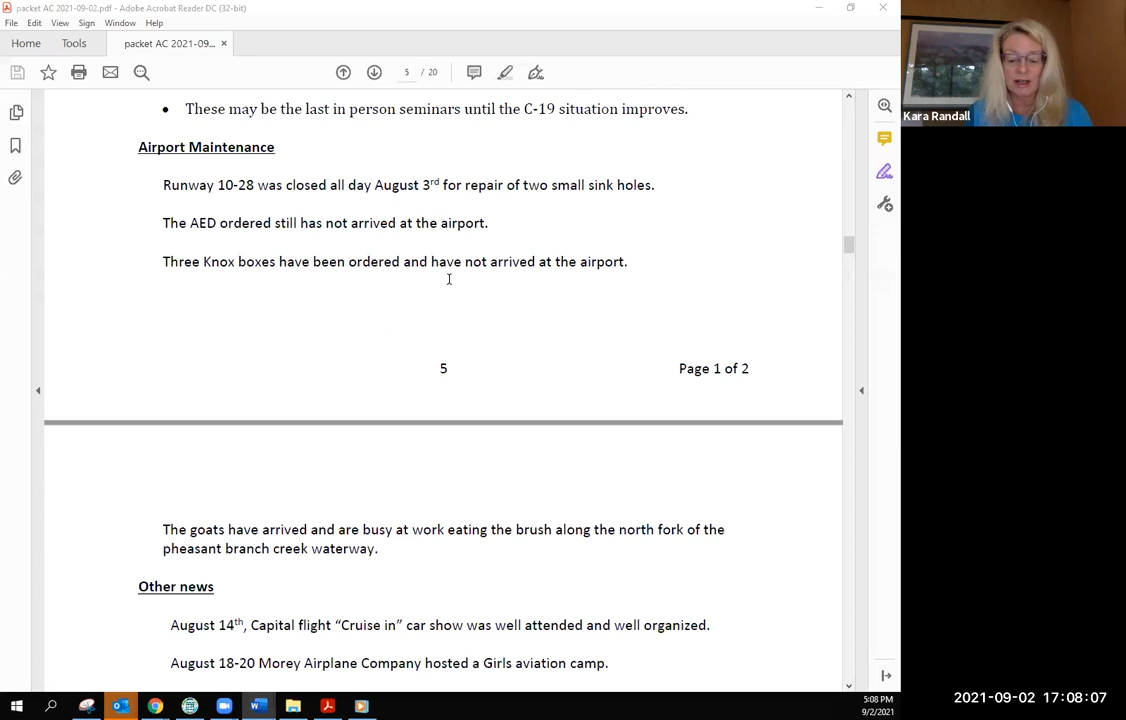 packet AC 2021-09-02.pdf - Adobe Acrobat Reader DC (32-bit)
File Edit View Sign Window Help
Home Tools packet AC 2021-09... ×
5 / 20
• These may be the last in person seminars until the C-19 situation improves.
Airport Maintenance
Runway 10-28 was closed all day August 3rd for repair of two small sink holes.
The AED ordered still has not arrived at the airport.
Three Knox boxes have been ordered and have not arrived at the airport.
5 Page 1 of 2
The goats have arrived and are busy at work eating the brush along the north fork of the
pheasant branch creek waterway.
Other news
August 14th, Capital flight “Cruise in” car show was well attended and well organized.
August 18-20 Morey Airplane Company hosted a Girls aviation camp.
Kara Randall
5:08 PM
9/2/2021
2021-09-02 17:08:07